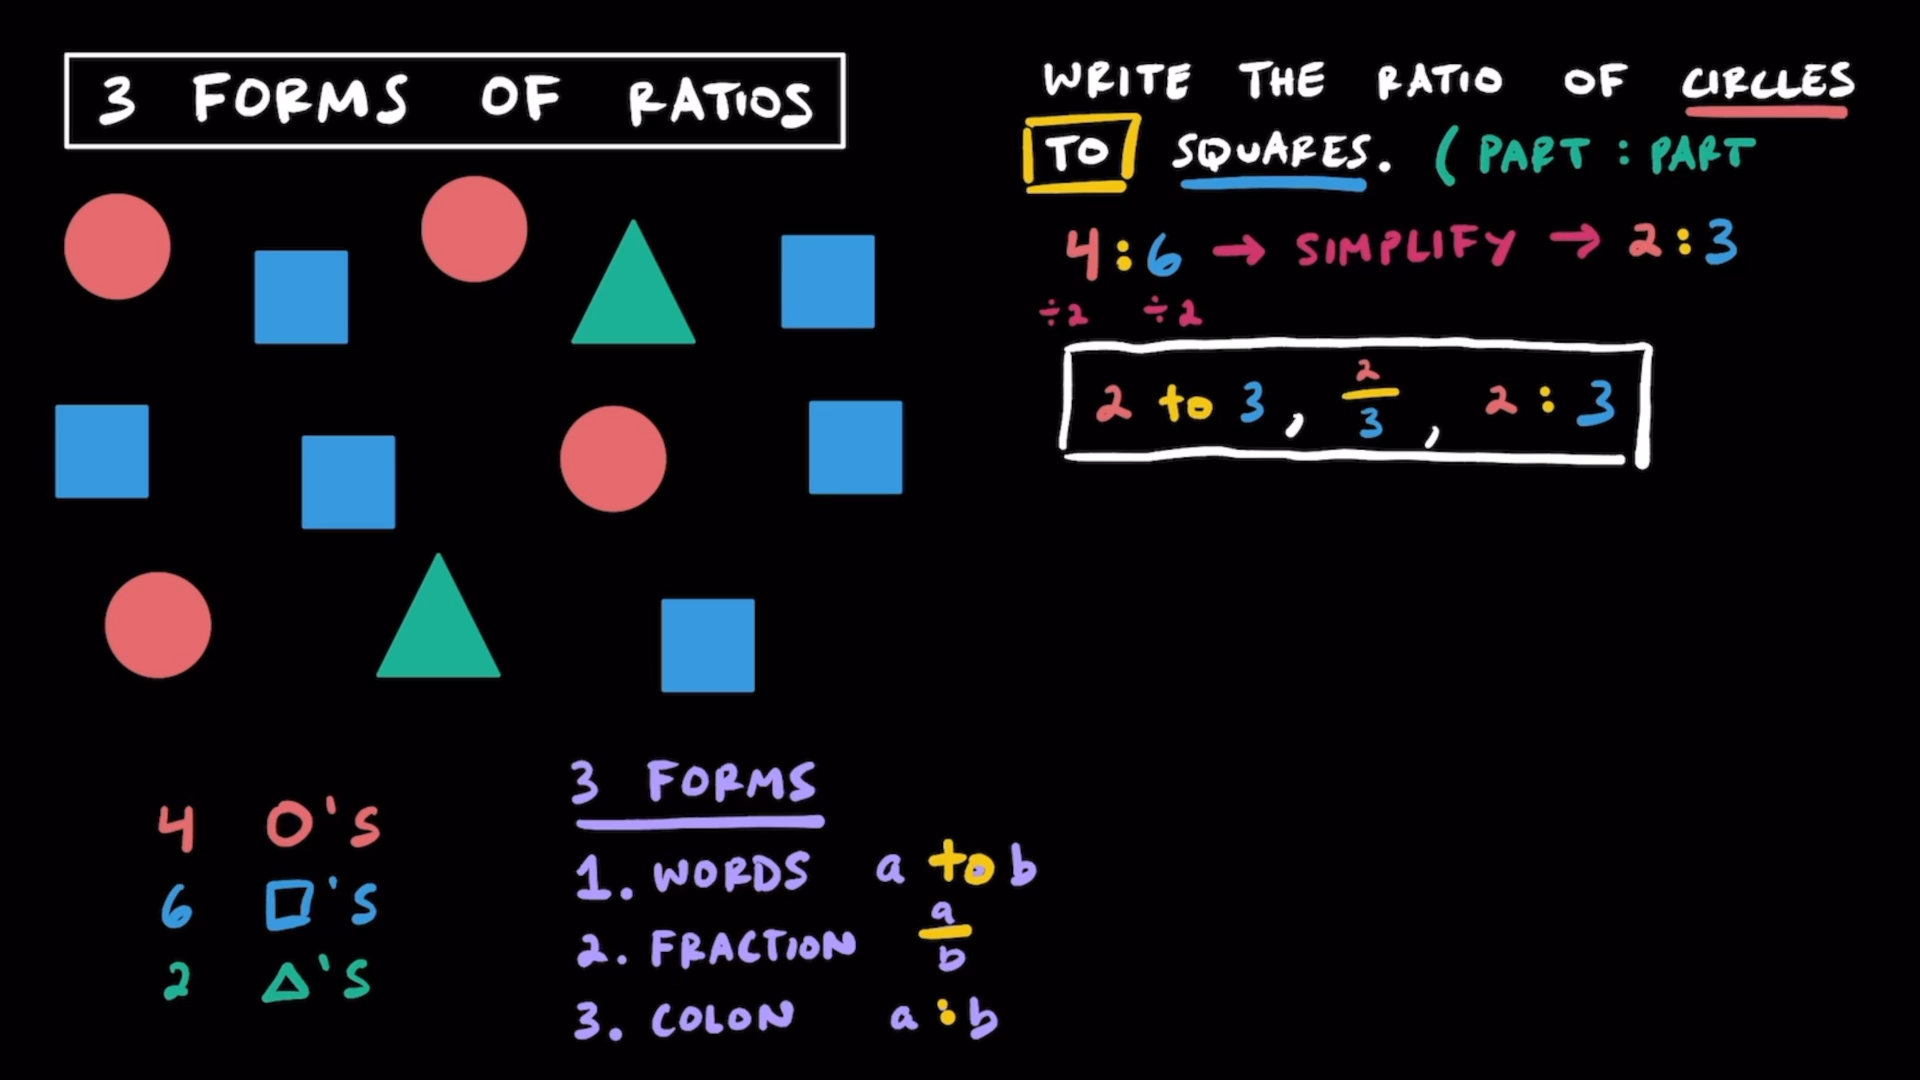 3 FORMS OF RATIOS
WRITE THE RATIO OF CIRCLES
TO SQUARES. (PART : PART
4 : 6 → SIMPLIFY → 2 : 3
÷2 ÷2
2 to 3, 2/3, 2 : 3
4 O's
6 □'s
2 △'s
3 FORMS
1. WORDS a to b
2. FRACTION a/b
3. COLON a : b